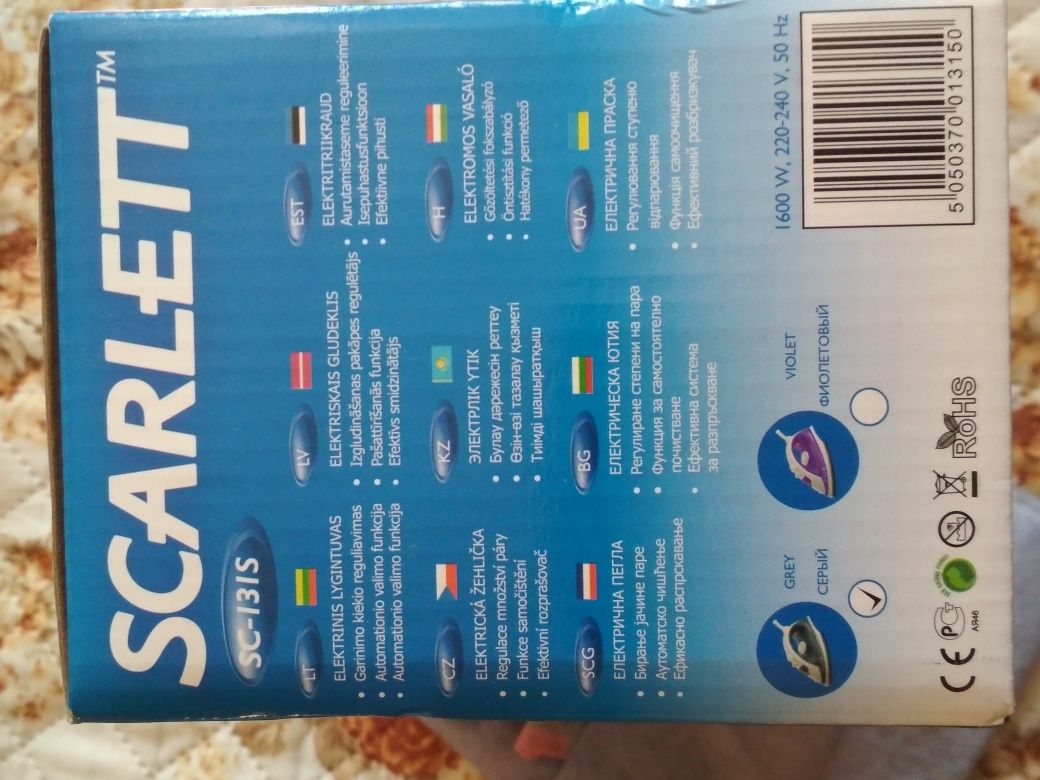 SCARLETT™
SC-131S
LT
ELEKTRINIS LYGINTUVAS
• Garinimo kiekio reguliavimas
• Automationio valimo funkcija
• Automationio valimo funkcija
LV
ELEKTRISKAIS GLUDEKLIS
• Izgludināšanas pakāpes regulētājs
• Pašattīrīšanās funkcija
• Efektīvs smidzinātājs
EST
ELEKTRITRIIKRAUD
• Aurutamistaseme reguleerimine
• Isepuhastusfunktsioon
• Efektiivne pihusti
CZ
ELEKTRICKÁ ŽEHLIČKA
• Regulace množství páry
• Funkce samočištění
• Efektivní rozprašovač
KZ
ЭЛЕКТРЛІК ҮТІК
• Булау дәрежесін реттеу
• Өзін-өзі тазалау қызметі
• Тиімді шашыратқыш
H
ELEKTROMOS VASALÓ
• Gőzöltetési fokszabályzó
• Öntisztítási funkció
• Hatékony permetező
SCG
ЕЛЕКТРИЧНА ПЕГЛА
• Бирање јачине паре
• Аутоматско чишћење
• Ефикасно распрскавање
BG
ЕЛЕКТРИЧЕСКА ЮТИЯ
• Регулиране степени на пара
• Функция за самостоятелно
почистване
• Ефективна система
за разпръскване
UA
ЕЛЕКТРИЧНА ПРАСКА
• Регулювання ступеню
відпарювання
• Функція самоочищення
• Ефективний розбризкувач
GREY
СЕРЫЙ
VIOLET
ФИОЛЕТОВЫЙ
1600 W, 220-240 V, 50 Hz
5 050370 013150
CE
АЯ46
RoHS